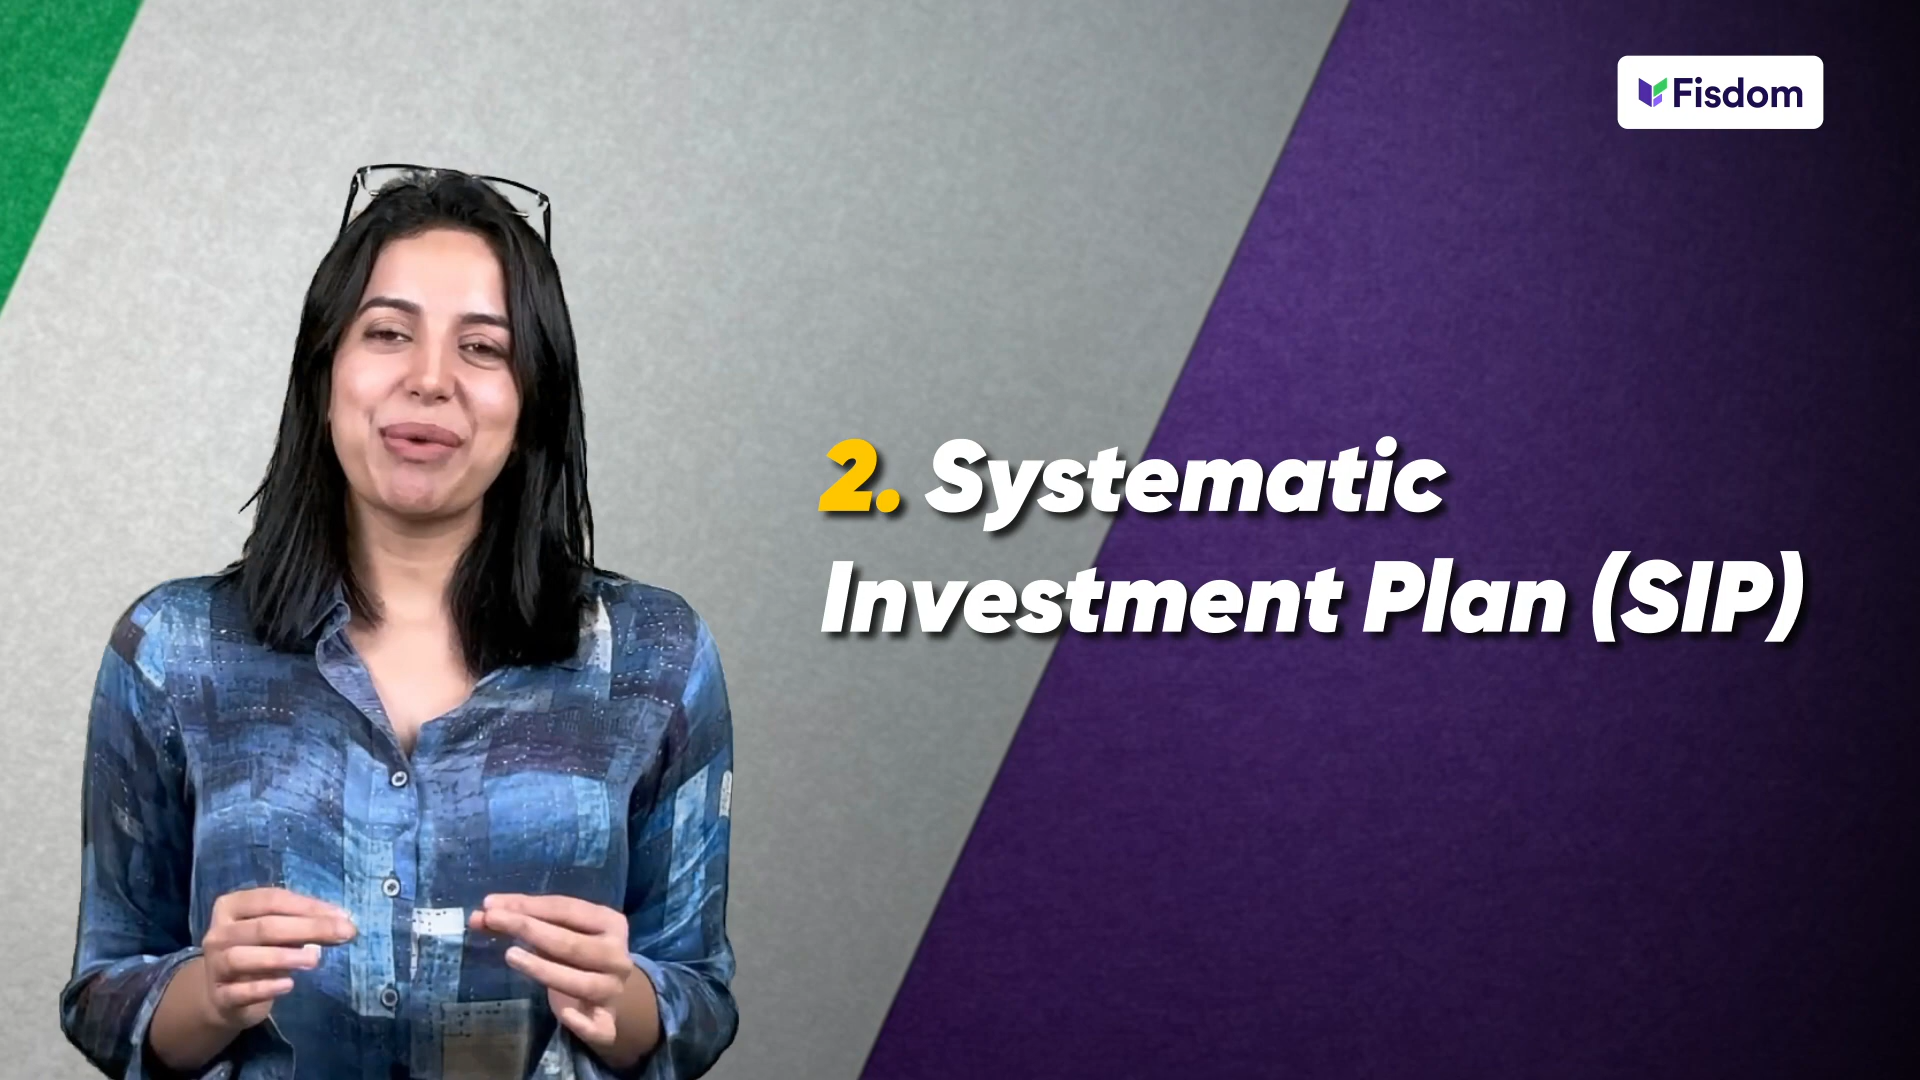 Fisdom
2. Systematic
Investment Plan (SIP)